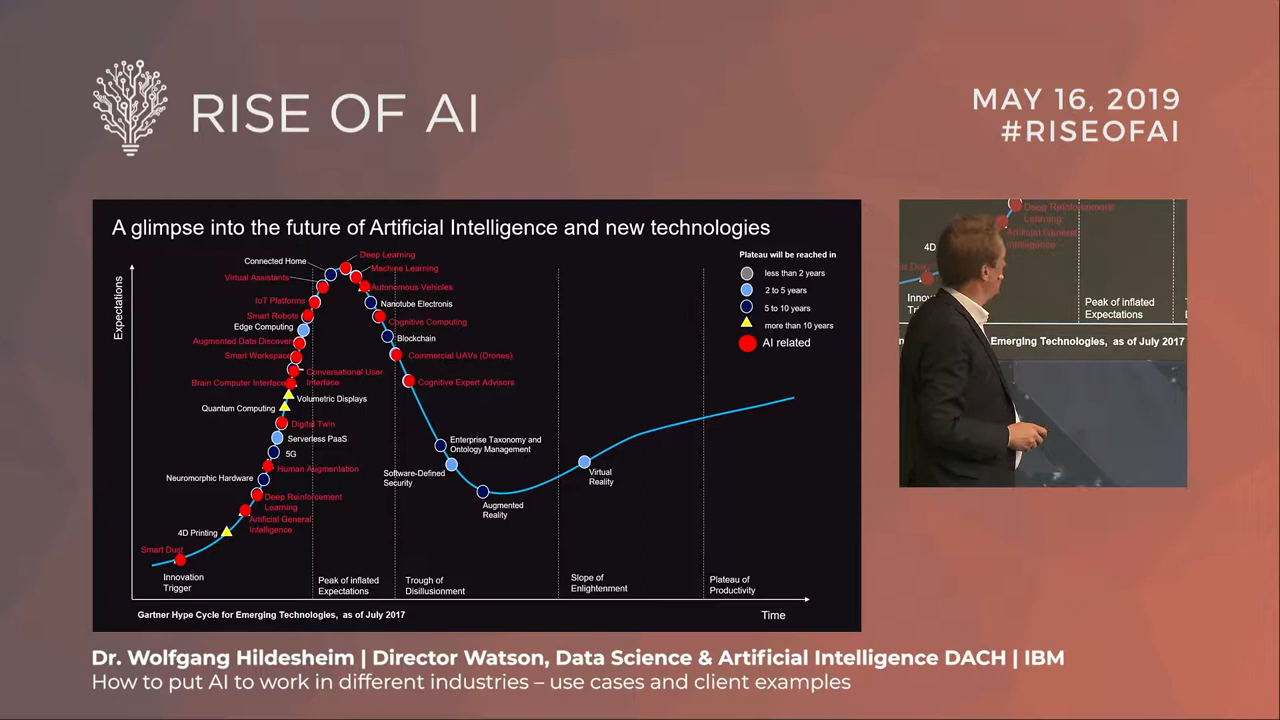 RISE OF AI
MAY 16, 2019
#RISEOFAI
A glimpse into the future of Artificial Intelligence and new technologies
Expectations
Connected Home
Deep Learning
Machine Learning
Virtual Assistants
Autonomous Vehicles
IoT Platforms
Nanotube Electronis
Smart Robots
Cognitive Computing
Edge Computing
Blockchain
Augmented Data Discovery
Smart Workspace
Commercial UAVs (Drones)
Conversational User
Interface
Brain Computer Interface
Cognitive Expert Advisors
Volumetric Displays
Quantum Computing
Digital Twin
Serverless PaaS
5G
Human Augmentation
Neuromorphic Hardware
Deep Reinforcement
Learning
Artificial General
Intelligence
4D Printing
Smart Dust
Enterprise Taxonomy and
Ontology Management
Software-Defined
Security
Augmented
Reality
Virtual
Reality
Plateau will be reached in
less than 2 years
2 to 5 years
5 to 10 years
more than 10 years
AI related
Innovation
Trigger
Peak of inflated
Expectations
Trough of
Disillusionment
Slope of
Enlightenment
Plateau of
Productivity
Gartner Hype Cycle for Emerging Technologies, as of July 2017
Time
Deep Reinforcement
Learning
Artificial General
Intelligence
4D
Peak of inflated
Expectations
Emerging Technologies, as of July 2017
Dr. Wolfgang Hildesheim | Director Watson, Data Science & Artificial Intelligence DACH | IBM
How to put AI to work in different industries – use cases and client examples